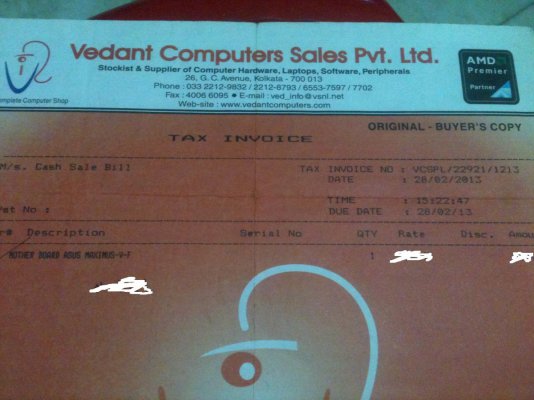 Vedant Computers Sales Pvt. Ltd.
Stockist & Supplier of Computer Hardware, Laptops, Software, Peripherals
26, G. C. Avenue, Kolkata - 700 013
Phone : 033 2212-9832 / 2212-8793 / 6553-7597 / 7702
Fax : 4006 6095 ● E-mail : ved_info@vsnl.net
Web-site : www.vedantcomputers.com
AMD
Premier
Partner
omplete Computer Shop
ORIGINAL - BUYER'S COPY
TAX INVOICE
M/s. Cash Sale Bill
TAX INVOICE NO : VCSPL/22921/1213
DATE : 28/02/2013
TIME : 15:22:47
Vat No :
DUE DATE : 28/02/13
r# Description Serial No QTY Rate Disc. Amou
MOTHER BOARD ASUS MAXIMUS-V-F 1